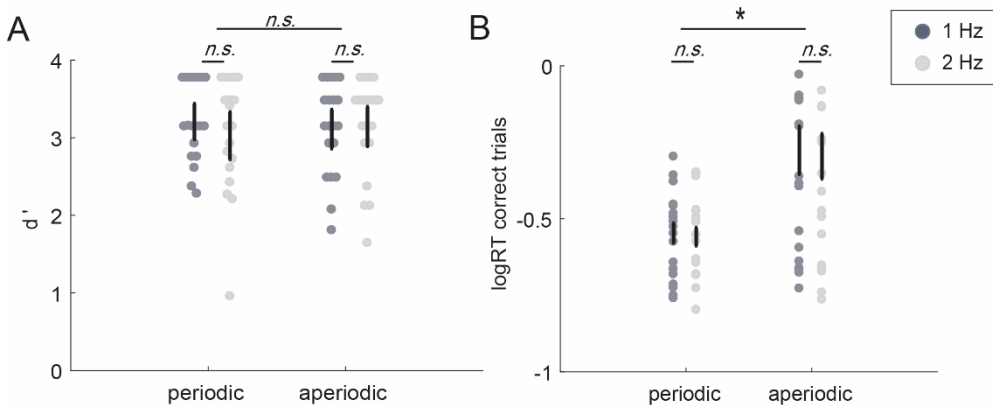 A
n.s.
n.s.
n.s.
4
3
2
1
0
d'
periodic
aperiodic
B
*
n.s.
n.s.
0
-0.5
-1
logRT correct trials
periodic
aperiodic
1 Hz
2 Hz